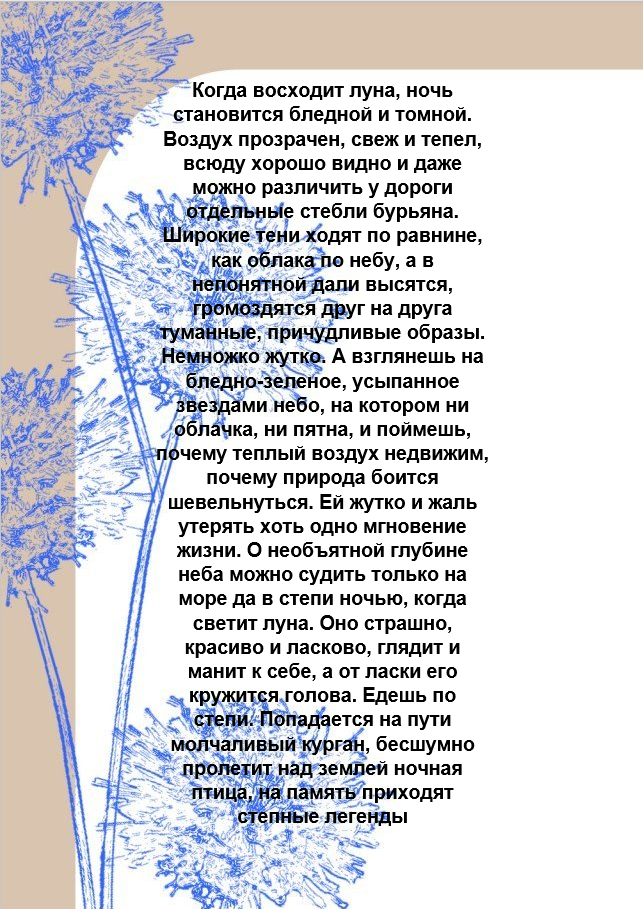 Когда восходит луна, ночь
становится бледной и томной.
Воздух прозрачен, свеж и тепел,
всюду хорошо видно и даже
можно различить у дороги
отдельные стебли бурьяна.
Широкие тени ходят по равнине,
как облака по небу, а в
непонятной дали высятся,
громоздятся друг на друга
туманные, причудливые образы.
Немножко жутко. А взглянешь на
бледно-зеленое, усыпанное
звездами небо, на котором ни
облачка, ни пятна, и поймешь,
почему теплый воздух недвижим,
почему природа боится
шевельнуться. Ей жутко и жаль
утерять хоть одно мгновение
жизни. О необъятной глубине
неба можно судить только на
море да в степи ночью, когда
светит луна. Оно страшно,
красиво и ласково, глядит и
манит к себе, а от ласки его
кружится голова. Едешь по
степи. Попадается на пути
молчаливый курган, бесшумно
пролетит над землей ночная
птица, на память приходят
степные легенды